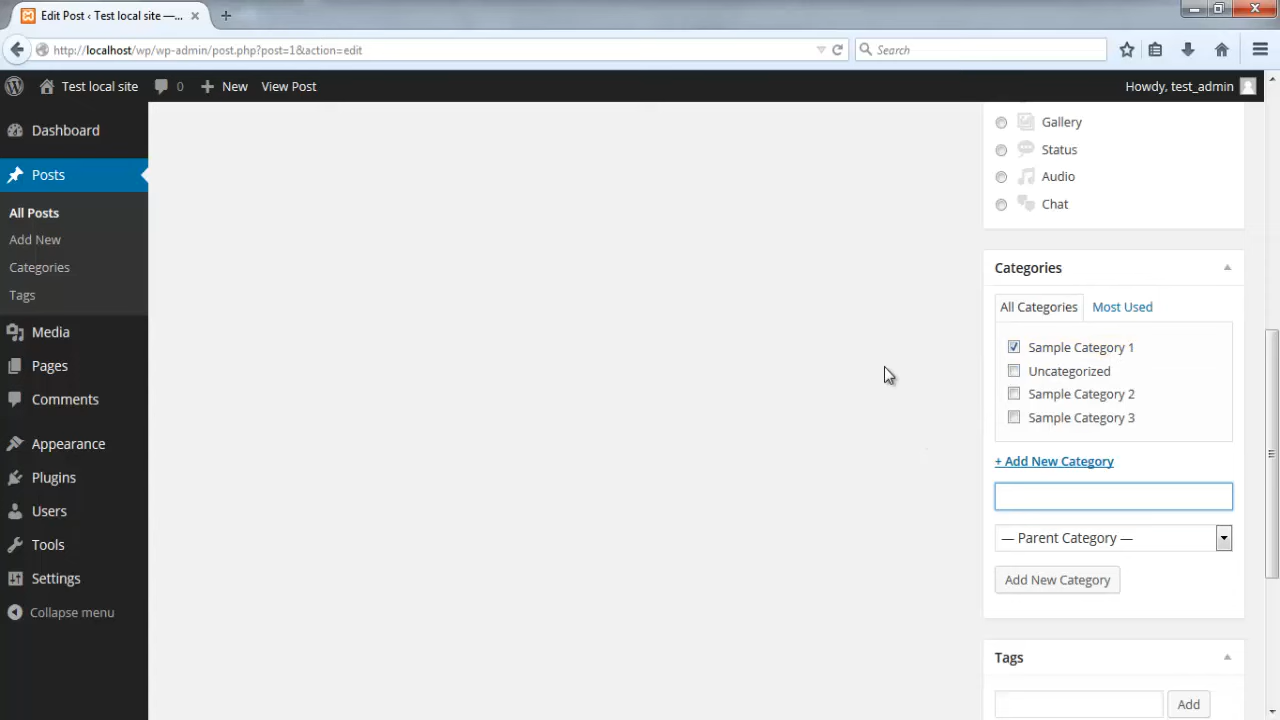 Edit Post ‹ Test local site —...
http://localhost/wp/wp-admin/post.php?post=1&action=edit
Search
Test local site
0
New
View Post
Howdy, test_admin
Dashboard
Posts
All Posts
Add New
Categories
Tags
Media
Pages
Comments
Appearance
Plugins
Users
Tools
Settings
Collapse menu
Gallery
Status
Audio
Chat
Categories
All Categories
Most Used
Sample Category 1
Uncategorized
Sample Category 2
Sample Category 3
+ Add New Category
— Parent Category —
Add New Category
Tags
Add